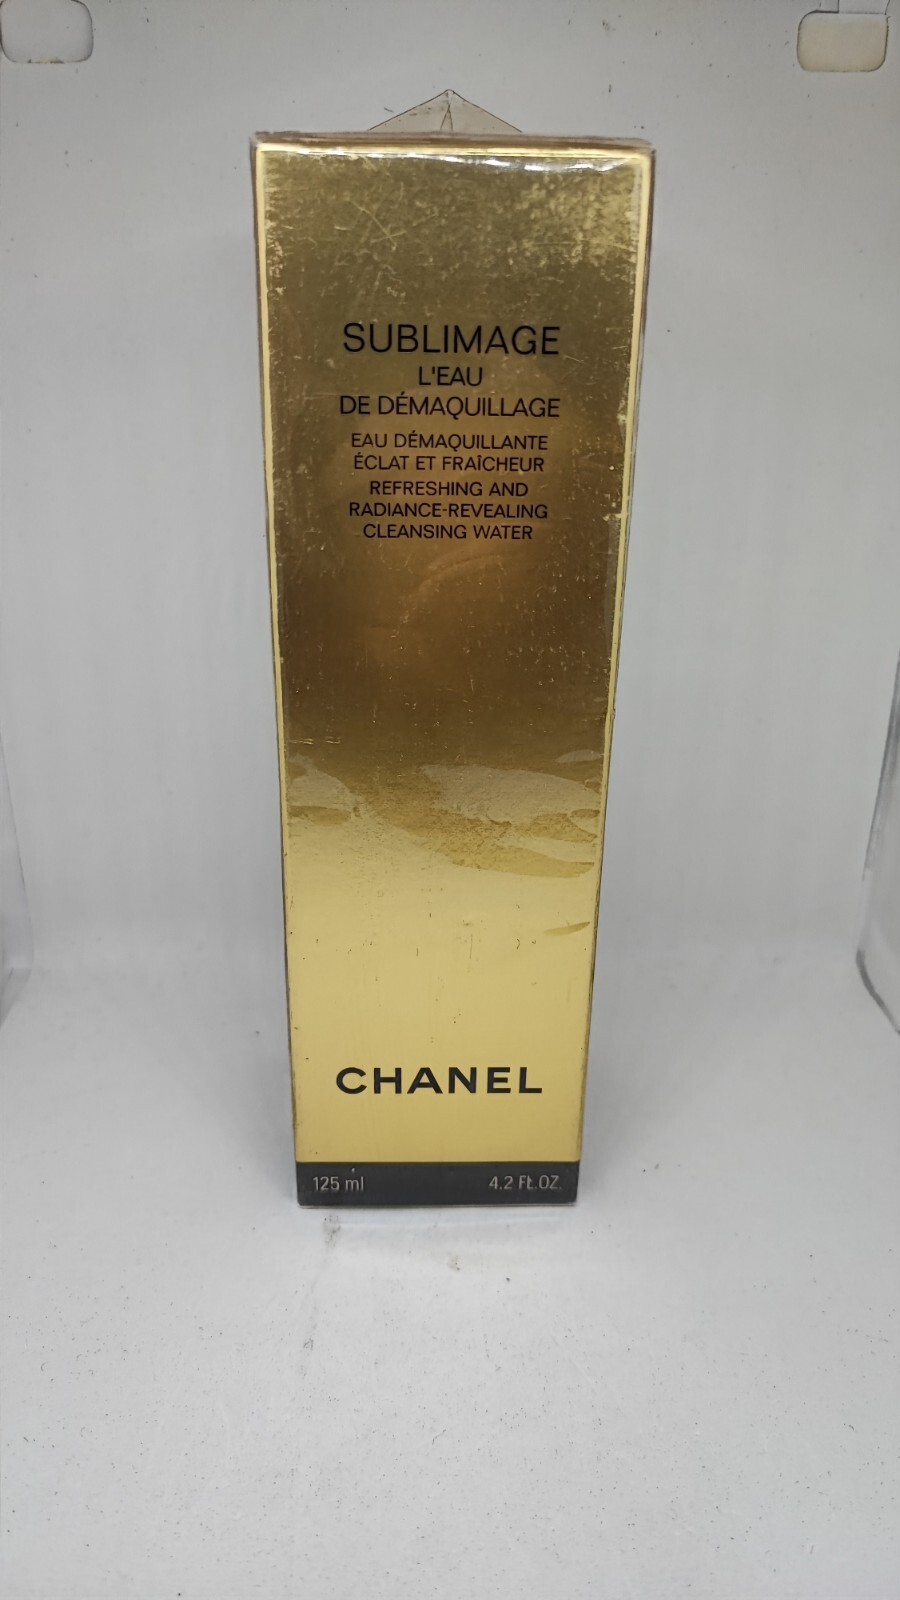 SUBLIMAGE
L'EAU
DE DÉMAQUILLAGE
EAU DÉMAQUILLANTE
ÉCLAT ET FRAÎCHEUR
REFRESHING AND
RADIANCE-REVEALING
CLEANSING WATER
CHANEL
125 ml 4.2 FL.OZ.